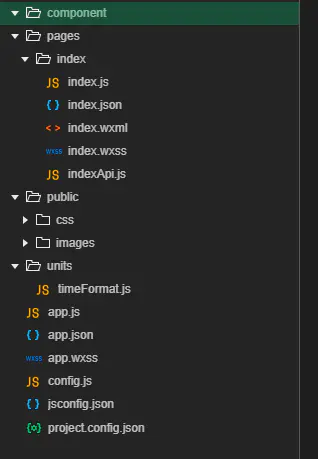 component
pages
index
JS index.js
{ } index.json
< > index.wxml
wxss index.wxss
JS indexApi.js
public
css
images
units
JS timeFormat.js
JS app.js
{ } app.json
wxss app.wxss
JS config.js
{ } jsconfig.json
{o} project.config.json